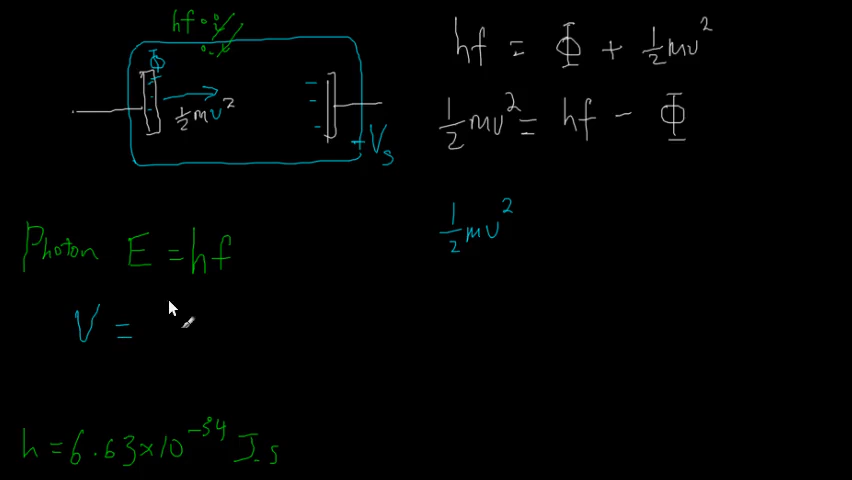 hf
Φ
½mv²
Vs
hf = Φ + ½mv²
½mv² = hf - Φ
½mv²
Photon E = hf
V =
h = 6.63×10⁻³⁴ J.s